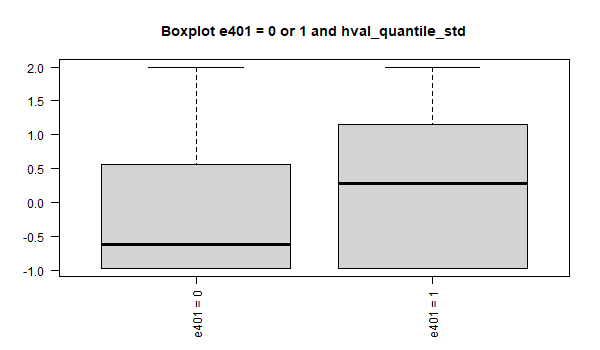 Boxplot e401 = 0 or 1 and hval_quantile_std
2.0
1.5
1.0
0.5
0.0
-0.5
-1.0
e401 = 0
e401 = 1